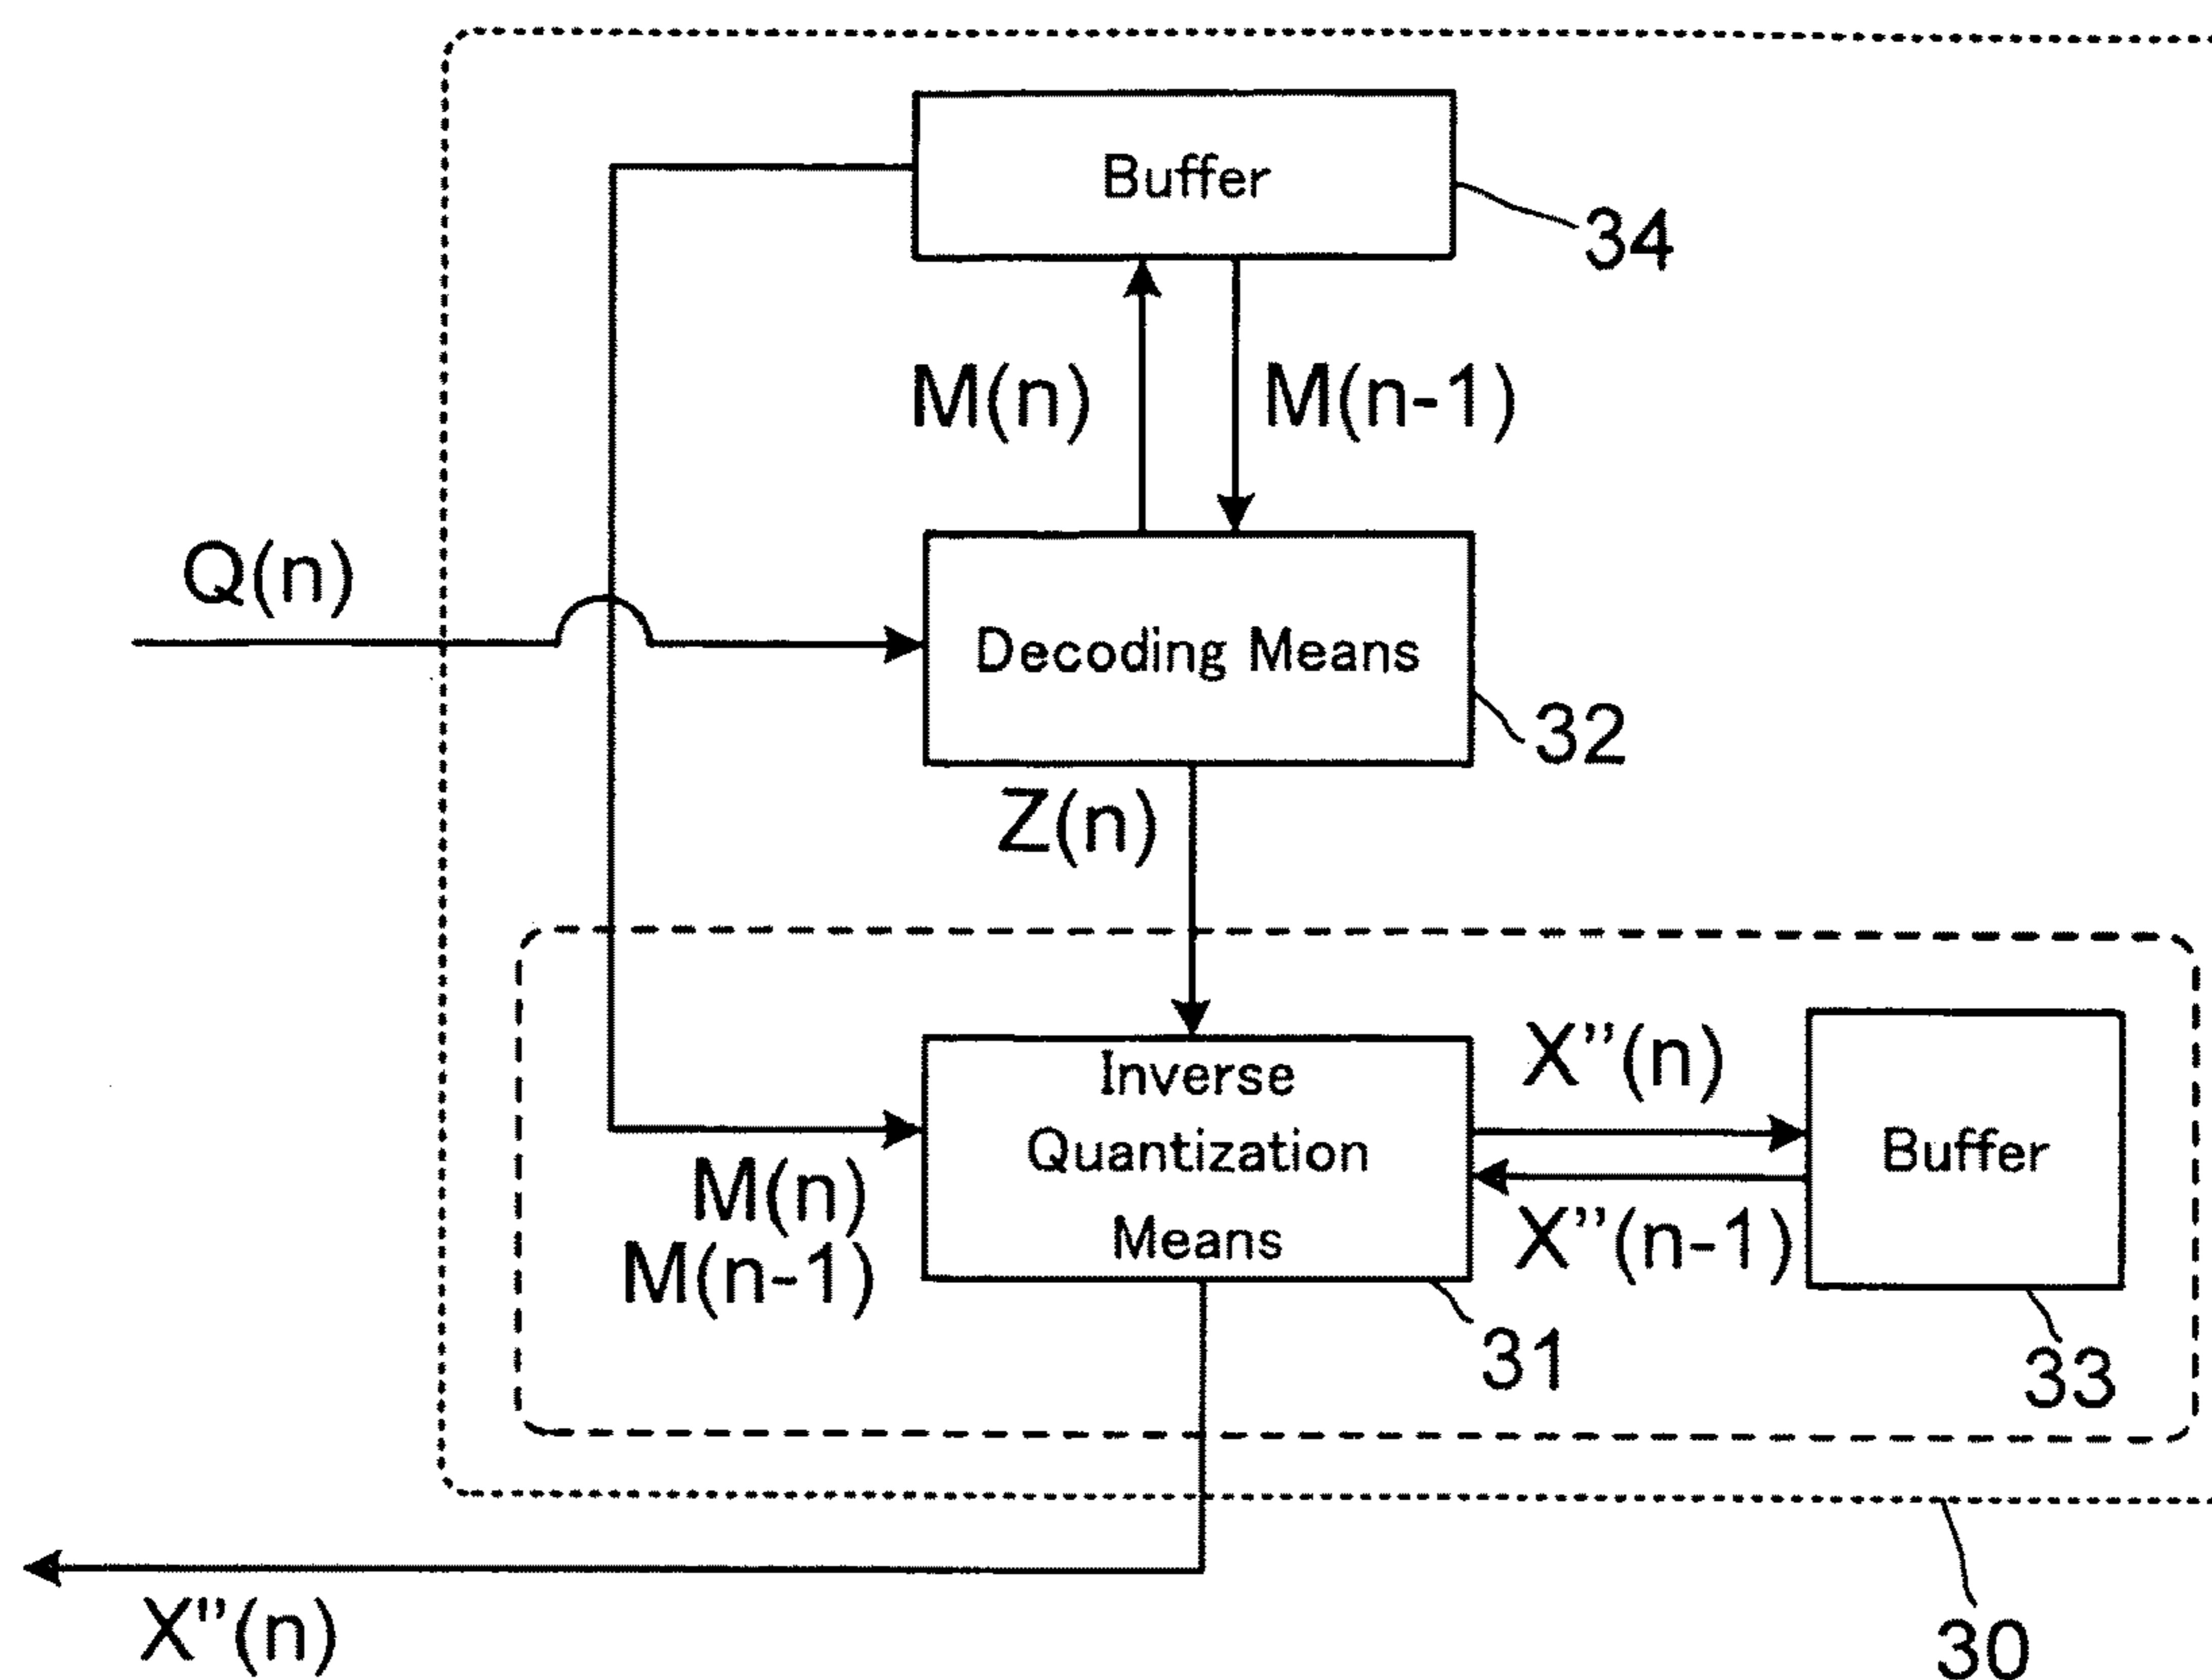 Buffer
34
M(n)
M(n-1)
Q(n)
Decoding Means
32
Z(n)
Inverse
Quantization
Means
X”(n)
Buffer
X”(n-1)
M(n)
M(n-1)
31
33
X"(n)
30